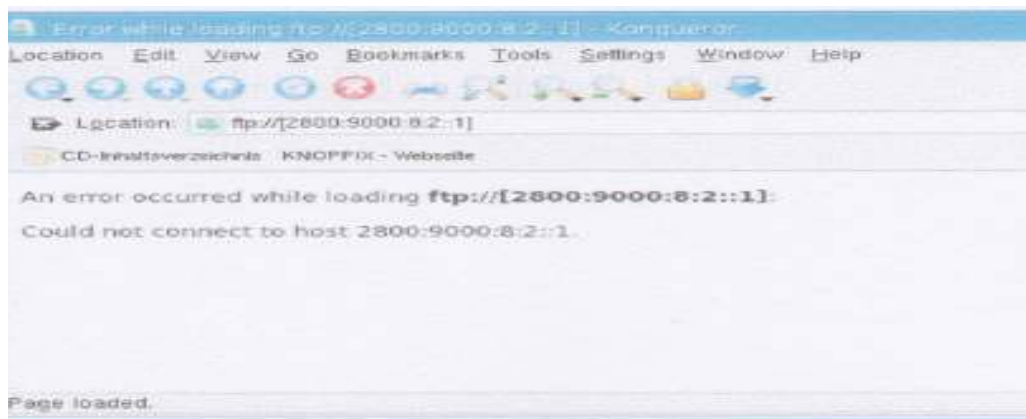 Error while loading ftp://[2800:9000:8:2::1] - Konqueror
Location Edit View Go Bookmarks Tools Settings Window Help
Location: ftp://[2800:9000:8:2::1]
CD-Inhaltsverzeichnis KNOPPIX - Webseite
An error occurred while loading ftp://[2800:9000:8:2::1]:
Could not connect to host 2800:9000:8:2::1.
Page loaded.